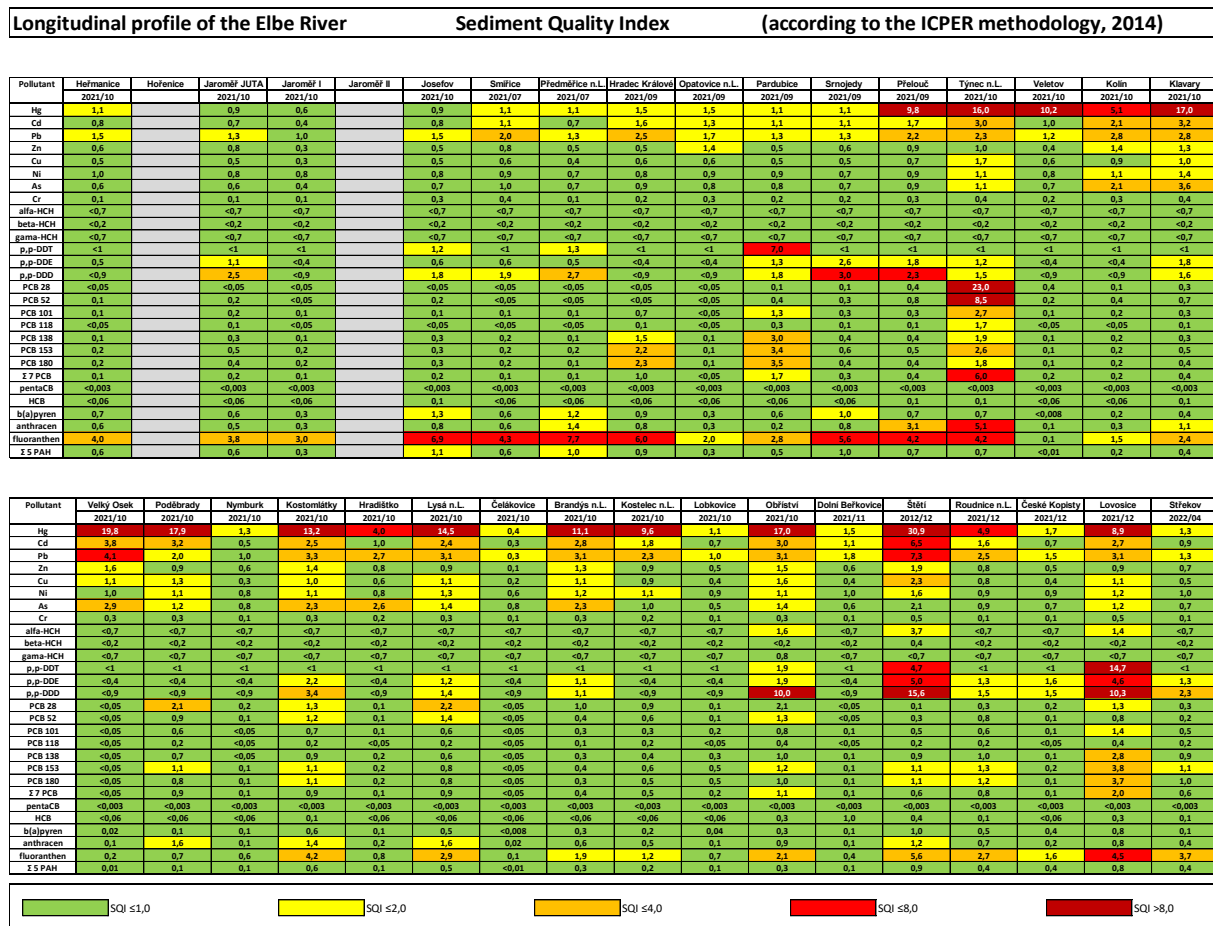 Longitudinal profile of the Elbe River Sediment Quality Index (according to the ICPER methodology, 2014)
Pollutant Heřmanice Hořenice Jaroměř JUTA Jaroměř I Jaroměř II Josefov Smiřice Předměřice n.L. Hradec Králové Opatovice n.L. Pardubice Srnojedy Přelouč Týnec n.L. Veletov Kolín Klavary
2021/10 2021/10 2021/10 2021/10 2021/07 2021/07 2021/10 2021/10 2021/09 2021/09 2021/09 2021/10 2021/10 2021/10 2021/10
Hg 1,1 0,9 0,6 0,9 1,1 1,1 1,5 1,5 1,1 1,1 9,8 16,0 10,2 5,1 17,0
Cd 0,8 0,7 0,4 0,8 1,1 0,7 1,6 1,3 1,1 1,1 1,7 3,0 1,0 2,1 3,2
Pb 1,5 1,3 1,0 1,5 2,0 1,3 2,5 1,7 1,3 1,3 2,2 2,3 1,2 2,8 2,8
Zn 0,6 0,8 0,3 0,5 0,8 0,5 0,5 1,4 0,5 0,6 0,9 1,0 0,4 1,4 1,3
Cu 0,5 0,5 0,3 0,5 0,6 0,4 0,6 0,6 0,5 0,5 0,7 1,7 0,6 0,9 1,0
Ni 1,0 0,8 0,8 0,8 0,9 0,7 0,8 0,9 0,9 0,7 0,9 1,1 0,8 1,1 1,4
As 0,6 0,6 0,4 0,7 1,0 0,7 0,9 0,8 0,8 0,7 0,9 1,1 0,7 2,1 3,6
Cr 0,1 0,1 0,1 0,3 0,4 0,1 0,2 0,3 0,2 0,2 0,3 0,4 0,2 0,3 0,4
alfa-HCH <0,7 <0,7 <0,7 <0,7 <0,7 <0,7 <0,7 <0,7 <0,7 <0,7 <0,7 <0,7 <0,7 <0,7 <0,7
beta-HCH <0,2 <0,2 <0,2 <0,2 <0,2 <0,2 <0,2 <0,2 <0,2 <0,2 <0,2 <0,2 <0,2 <0,2 <0,2
gama-HCH <0,7 <0,7 <0,7 <0,7 <0,7 <0,7 <0,7 <0,7 <0,7 <0,7 <0,7 <0,7 <0,7 <0,7 <0,7
p,p-DDT <1 <1 <1 1,2 <1 1,3 <1 <1 7,0 <1 <1 <1 <1 <1 <1
p,p-DDE 0,5 1,1 <0,4 0,6 0,6 0,5 <0,4 <0,4 1,3 2,6 1,8 1,2 <0,4 <0,4 1,8
p,p-DDD <0,9 2,5 <0,9 1,8 1,9 2,7 <0,9 <0,9 1,8 3,0 2,3 1,5 <0,9 <0,9 1,6
PCB 28 <0,05 <0,05 <0,05 <0,05 <0,05 <0,05 <0,05 <0,05 0,1 0,1 0,4 23,0 0,4 0,1 0,3
PCB 52 0,1 0,2 <0,05 0,2 <0,05 <0,05 <0,05 <0,05 0,4 0,3 0,8 8,5 0,2 0,4 0,7
PCB 101 0,1 0,2 0,1 0,3 0,1 0,1 0,7 <0,05 1,3 0,3 0,3 2,7 0,1 0,2 0,4
PCB 118 <0,05 0,1 <0,05 <0,05 <0,05 <0,05 0,1 <0,05 0,3 0,1 0,1 1,7 <0,05 <0,05 0,1
PCB 138 0,1 0,3 0,1 0,3 0,2 0,1 1,5 0,1 3,0 0,4 0,4 1,9 0,1 0,2 0,3
PCB 153 0,2 0,5 0,2 0,4 0,2 0,2 2,2 0,1 3,4 0,6 0,5 2,6 0,1 0,2 0,5
PCB 180 0,2 0,4 0,2 0,3 0,2 0,1 2,3 0,1 3,5 0,5 0,4 1,8 0,1 0,2 0,4
Σ 7 PCB 0,1 0,2 0,1 0,2 0,1 0,1 1,0 <0,05 1,7 0,3 0,4 6,0 0,2 0,2 0,4
pentaCB <0,003 <0,003 <0,003 <0,003 <0,003 <0,003 <0,003 <0,003 <0,003 <0,003 <0,003 <0,003 <0,003 <0,003 <0,003
HCB <0,06 <0,06 <0,06 0,1 <0,06 <0,06 <0,06 <0,06 <0,06 <0,06 0,1 0,1 <0,06 <0,06 0,1
b(a)pyren 0,7 0,6 0,3 1,3 0,6 1,2 0,9 0,3 0,6 1,0 0,7 0,7 <0,008 0,2 0,4
anthracen 0,6 0,5 0,3 0,8 0,6 1,4 0,8 0,3 0,2 0,8 3,1 5,1 0,1 0,3 1,1
fluoranthen 4,0 3,8 3,0 6,9 4,3 7,7 6,0 2,0 2,8 5,6 4,2 4,2 0,1 1,5 2,4
Σ 5 PAH 0,6 0,6 0,3 1,1 0,6 1,0 0,9 0,3 0,5 1,0 0,7 0,7 <0,01 0,2 0,4
Pollutant Velký Osek Poděbrady Nymburk Kostomlátky Hradištko Lysá n.L. Čelákovice Brandýs n.L. Kostelec n.L. Lobkovice Obříství Dolní Beřkovice Štětí Roudnice n.L. České Kopisty Lovosice Střekov
2021/10 2021/10 2021/10 2021/10 2021/10 2021/10 2021/10 2021/10 2021/10 2021/10 2021/10 2021/11 2012/12 2021/12 2021/12 2021/12 2022/04
Hg 19,8 17,9 1,3 13,2 4,0 14,5 0,4 11,1 9,6 1,1 17,0 1,5 30,9 4,9 1,7 8,9 1,3
Cd 3,8 3,2 0,5 2,5 1,0 2,4 0,3 2,8 1,8 0,7 3,0 1,1 6,5 1,6 0,7 2,7 0,9
Pb 4,1 2,0 1,0 3,3 2,7 3,1 0,3 3,1 2,3 1,0 3,1 1,8 7,3 2,5 1,5 3,1 1,3
Zn 1,6 0,9 0,6 1,4 0,8 0,9 0,1 1,3 0,9 0,5 1,5 0,6 1,9 0,8 0,5 0,9 0,7
Cu 1,1 1,3 0,3 1,0 0,6 1,1 0,2 1,1 0,9 0,4 1,6 0,4 2,3 0,8 0,4 1,1 0,5
Ni 1,0 1,1 0,8 1,1 0,8 1,3 0,6 1,2 1,1 0,9 1,1 1,0 1,6 0,9 0,9 1,2 1,0
As 2,9 1,2 0,8 2,3 2,6 1,4 0,8 2,3 1,0 0,5 1,4 0,6 2,1 0,9 0,7 1,2 0,7
Cr 0,3 0,3 0,1 0,3 0,2 0,3 0,1 0,3 0,2 0,1 0,3 0,1 0,5 0,1 0,1 0,5 0,1
alfa-HCH <0,7 <0,7 <0,7 <0,7 <0,7 <0,7 <0,7 <0,7 <0,7 <0,7 1,6 <0,7 3,7 <0,7 <0,7 1,4 <0,7
beta-HCH <0,2 <0,2 <0,2 <0,2 <0,2 <0,2 <0,2 <0,2 <0,2 <0,2 <0,2 <0,2 0,4 <0,2 <0,2 <0,2 <0,2
gama-HCH <0,7 <0,7 <0,7 <0,7 <0,7 <0,7 <0,7 <0,7 <0,7 <0,7 0,8 <0,7 <0,7 <0,7 <0,7 <0,7 <0,7
p,p-DDT <1 <1 <1 <1 <1 <1 <1 <1 <1 <1 1,9 <1 4,7 <1 <1 14,7 <1
p,p-DDE <0,4 <0,4 <0,4 2,2 <0,4 1,2 <0,4 1,1 <0,4 <0,4 1,9 <0,4 5,0 1,3 1,6 4,6 1,3
p,p-DDD <0,9 <0,9 <0,9 3,4 <0,9 1,4 <0,9 1,1 <0,9 <0,9 10,0 <0,9 15,6 1,5 1,5 10,3 2,3
PCB 28 <0,05 2,1 0,2 1,3 0,1 2,2 <0,05 1,0 0,9 0,1 2,1 <0,05 0,1 0,3 0,2 1,3 0,3
PCB 52 <0,05 0,9 0,1 1,2 0,1 1,4 <0,05 0,4 0,6 0,1 1,3 <0,05 0,3 0,8 0,1 0,8 0,2
PCB 101 <0,05 0,6 <0,05 0,7 0,1 0,6 <0,05 0,3 0,3 0,2 0,8 0,1 0,5 0,6 0,1 1,4 0,5
PCB 118 <0,05 0,2 <0,05 0,2 <0,05 0,2 <0,05 0,1 0,2 <0,05 0,4 <0,05 0,2 0,2 <0,05 0,4 0,2
PCB 138 <0,05 0,7 <0,05 0,9 0,2 0,6 <0,05 0,3 0,4 0,2 1,0 0,1 0,9 1,0 0,1 2,8 0,8
PCB 153 <0,05 1,1 0,1 1,1 0,2 0,8 <0,05 0,4 0,6 0,5 1,2 0,2 1,1 1,3 0,2 3,8 1,1
PCB 180 <0,05 0,8 0,1 1,1 0,2 0,8 <0,05 0,3 0,5 0,5 1,0 0,1 1,1 1,2 0,1 3,7 1,0
Σ 7 PCB <0,05 0,9 0,1 0,9 0,1 0,9 <0,05 0,4 0,5 0,2 1,1 0,1 0,6 0,8 0,1 2,0 0,6
pentaCB <0,003 <0,003 <0,003 <0,003 <0,003 <0,003 <0,003 <0,003 <0,003 <0,003 <0,003 <0,003 <0,003 <0,003 <0,003 <0,003 <0,003
HCB <0,06 <0,06 <0,06 0,1 <0,06 <0,06 <0,06 <0,06 <0,06 <0,06 0,3 1,0 0,4 0,1 <0,06 0,3 0,1
b(a)pyren 0,02 0,1 0,1 0,6 0,1 0,5 <0,008 0,3 0,2 0,04 0,3 0,1 1,0 0,5 0,4 0,8 0,1
anthracen 0,1 1,6 0,1 1,4 0,2 1,6 0,02 0,6 0,5 0,2 0,9 0,1 1,2 0,7 0,2 0,8 0,4
fluoranthen 0,2 0,7 0,6 4,2 0,8 2,9 0,1 1,9 1,2 0,7 2,1 0,4 5,6 2,7 1,6 4,5 3,7
Σ 5 PAH 0,01 0,1 0,1 0,6 0,1 0,5 <0,01 0,3 0,2 0,1 0,3 0,1 0,9 0,4 0,4 0,8 0,4
SQI ≤1,0 SQI ≤2,0 SQI ≤4,0 SQI ≤8,0 SQI >8,0